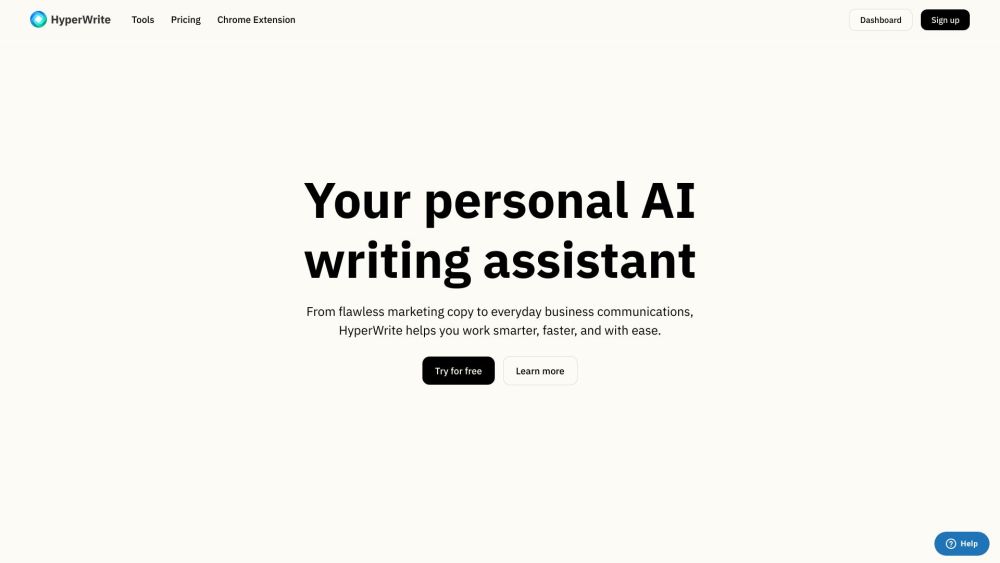 HyperWrite Tools Pricing Chrome Extension Dashboard Sign up
Your personal AI
writing assistant
From flawless marketing copy to everyday business communications,
HyperWrite helps you work smarter, faster, and with ease.
Try for free Learn more
Help